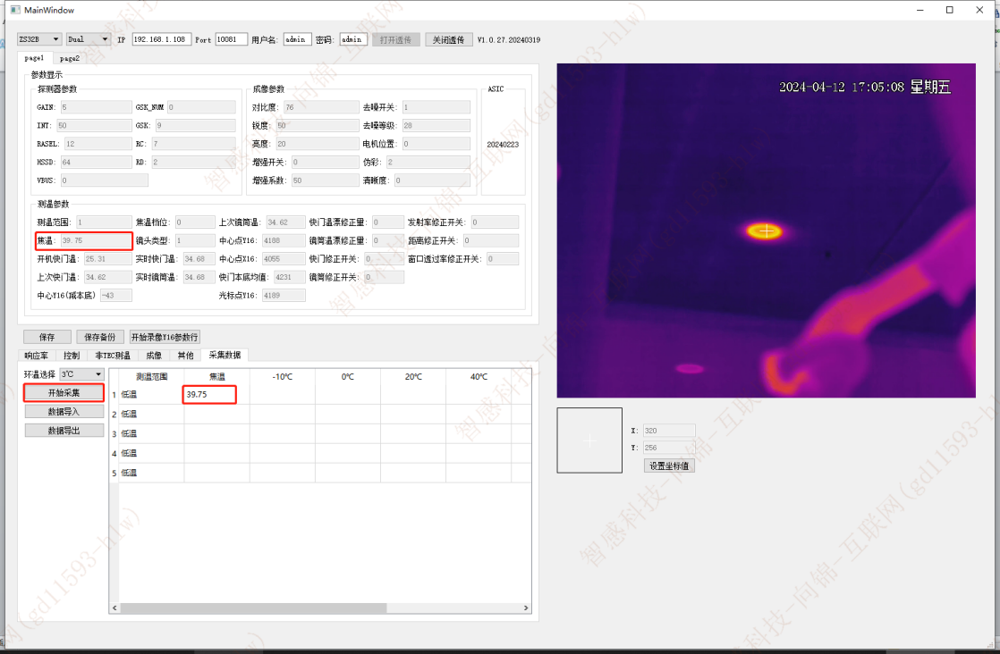 MainWindow
ZS32B Dual IP 192.168.1.108 Port 10081 用户名: admin 密码: admin 打开透传 关闭透传 V1.0.27.20240319
page1 page2
参数显示
探测器参数 成像参数 ASIC
GAIN: 5 GSK_NUM 0 对比度: 76 去噪开关: 1
INT: 50 GSK: 9 锐度: 50 去噪等级: 28
RASEL: 12 RC: 7 亮度: 20 电机位置: 0 20240223
HSSD: 64 RD: 2 增强开关: 0 伪彩: 2
VBUS: 0 增强系数: 50 清晰度: 0
测温参数
测温范围: 1 焦温档位: 0 上次镜筒温: 34.62 快门温漂修正量: 0 发射率修正开关: 0
焦温: 39.75 镜头类型: 1 中心点Y16: 4188 镜筒温漂修正量: 0 距离修正开关: 0
开机快门温: 25.31 实时快门温: 34.68 中心点X16: 4055 快门修正开关: 0 窗口透过率修正开关: 0
上次快门温: 34.62 实时镜筒温: 34.68 快门本底均值: 4231 镜筒修正开关: 0
中心Y16(减本底) -43 光标点Y16: 4189
保存 保存备份 开始录像Y16参数行
响应率 控制 非TEC测温 成像 其他 采集数据
环温选择 3℃
开始采集
数据导入
数据导出
测温范围 焦温 -10℃ 0℃ 20℃ 40℃
1 低温 39.75
2 低温
3 低温
4 低温
5 低温
2024-04-12 17:05:08 星期五
X: 320
Y: 256
设置坐标值
智感科技-向锦-互联网(gd11593-hlw)